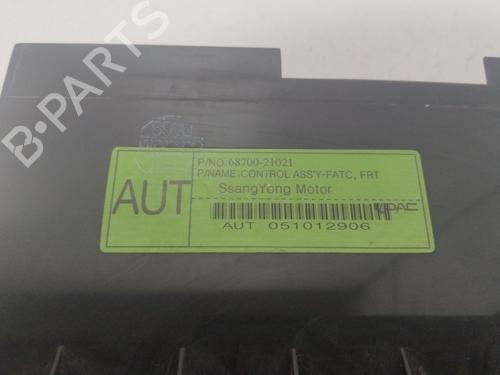 P/NO.68700-21021
P/NAME.CONTROL ASS'Y-FATC, FRT
AUT
SsangYong Motor
AUT 051012906
B-PARTS